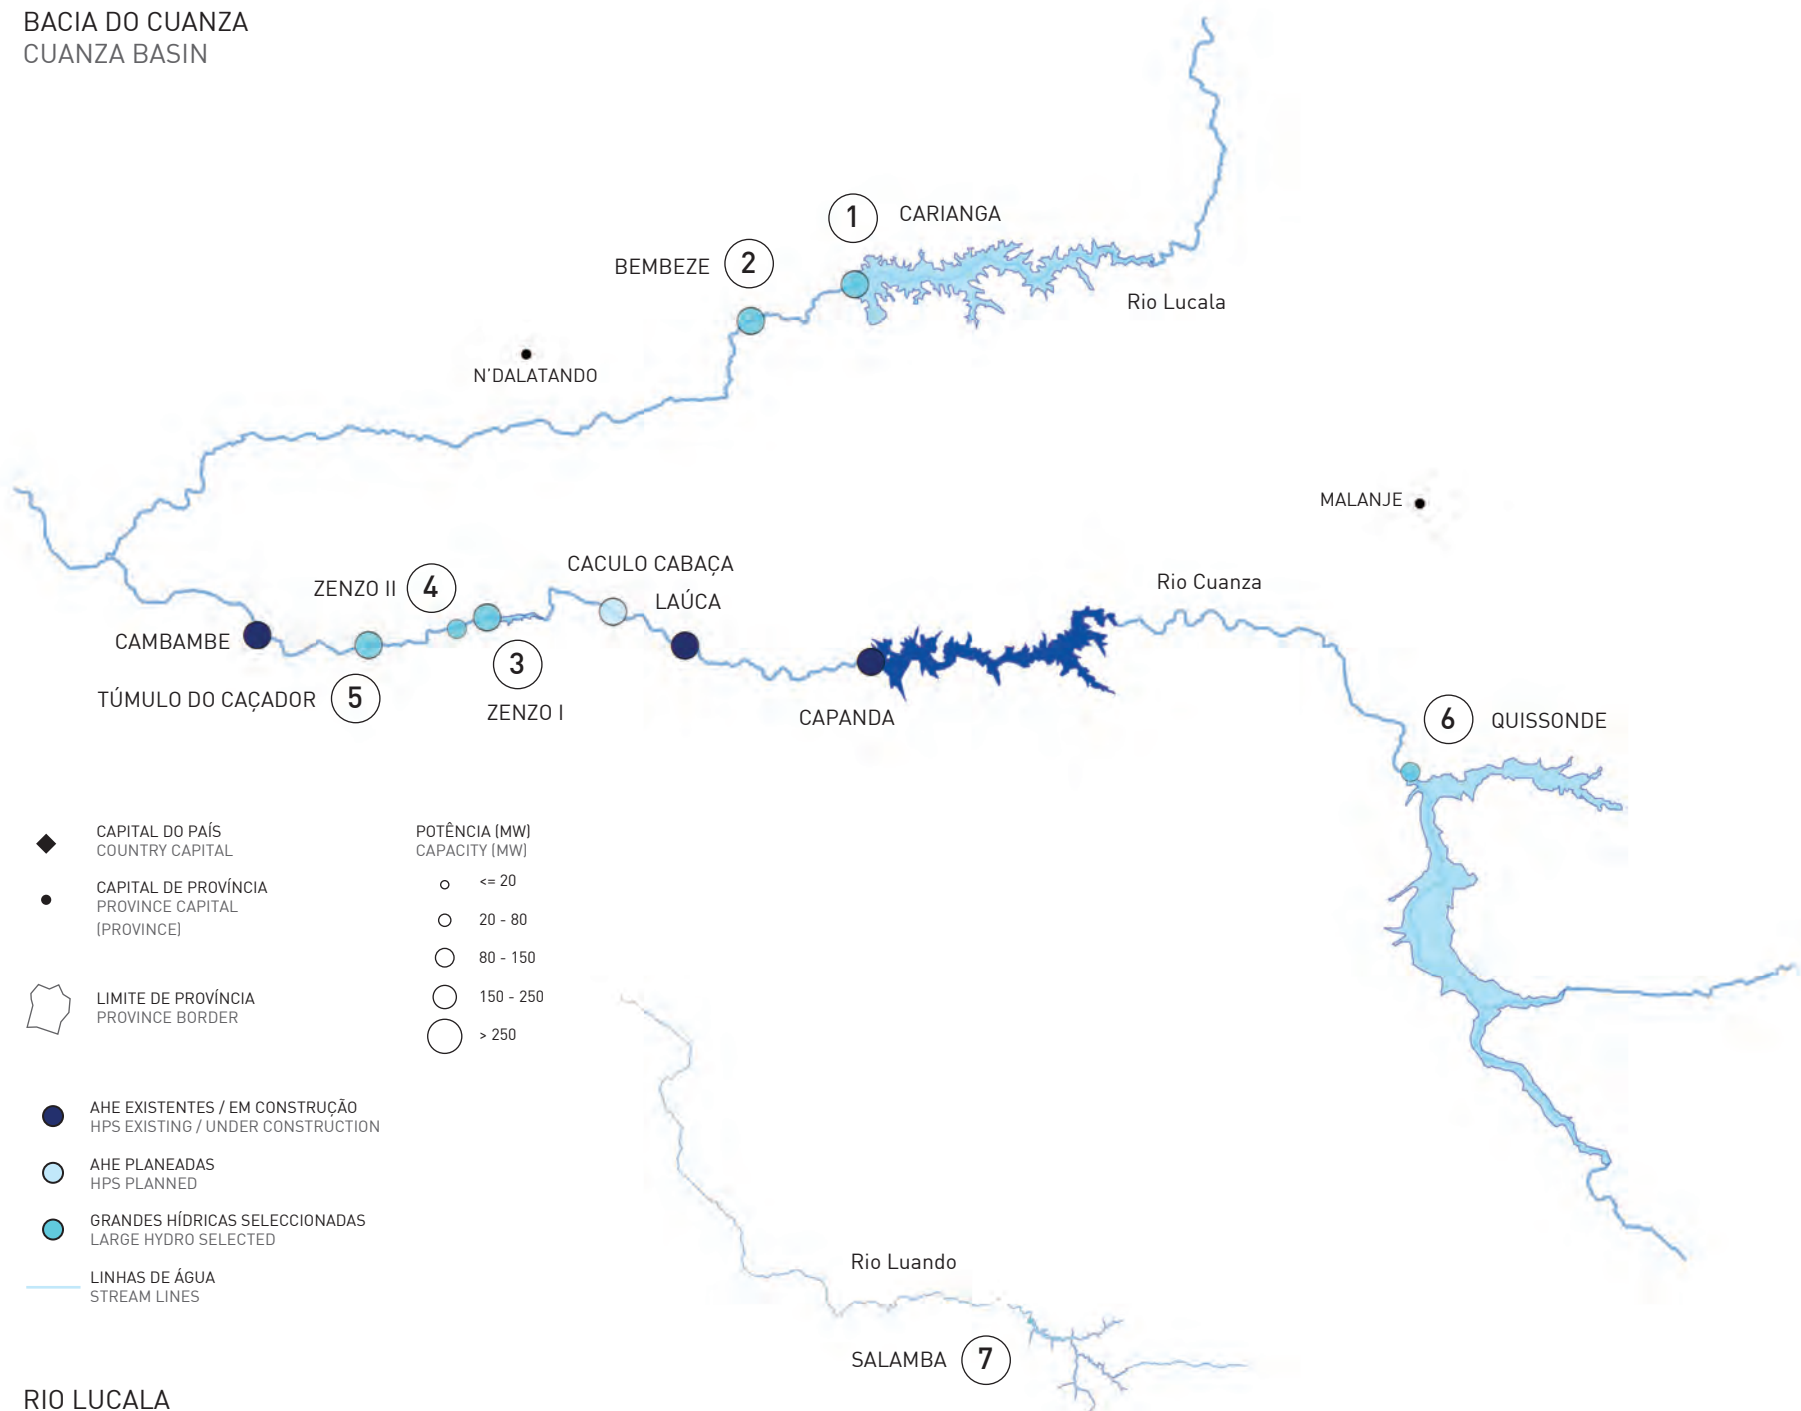 BACIA DO CUANZA
CUANZA BASIN
1
CARIANGA
BEMBEZE
2
Rio Lucala
N'DALATANDO
MALANJE
CACULO CABAÇA
Rio Cuanza
ZENZO II
4
LAÚCA
CAMBAMBE
3
TÚMULO DO CAÇADOR
5
ZENZO I
CAPANDA
6
QUISSONDE
CAPITAL DO PAÍS
COUNTRY CAPITAL
CAPITAL DE PROVÍNCIA
PROVINCE CAPITAL
(PROVINCE)
LIMITE DE PROVÍNCIA
PROVINCE BORDER
POTÊNCIA (MW)
CAPACITY (MW)
<= 20
20 - 80
80 - 150
150 - 250
> 250
AHE EXISTENTES / EM CONSTRUÇÃO
HPS EXISTING / UNDER CONSTRUCTION
AHE PLANEADAS
HPS PLANNED
GRANDES HÍDRICAS SELECCIONADAS
LARGE HYDRO SELECTED
LINHAS DE ÁGUA
STREAM LINES
Rio Luando
SALAMBA
7
RIO LUCALA